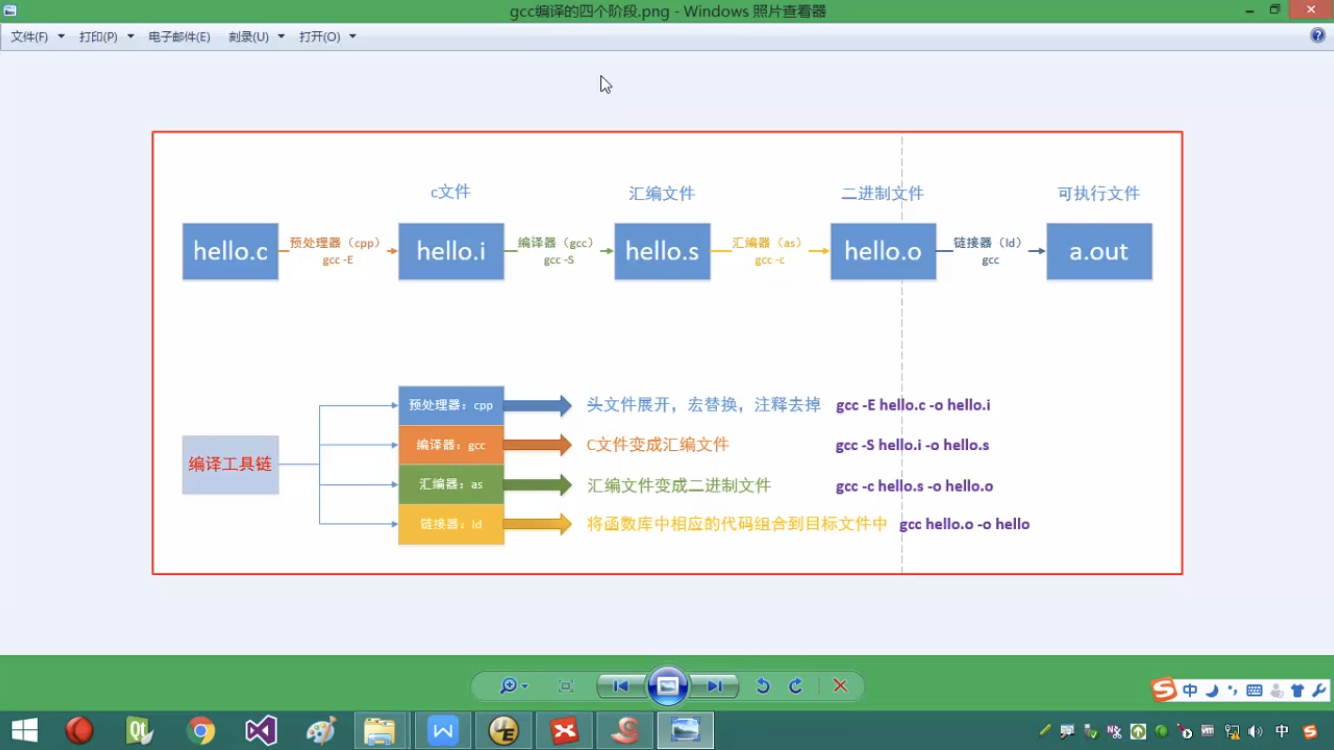 gcc编译的四个阶段.png - Windows 照片查看器
文件(F) 打印(P) 电子邮件(E) 刻录(U) 打开(O)
c文件 汇编文件 二进制文件 可执行文件
hello.c 预处理器（cpp） hello.i 编译器（gcc） hello.s 汇编器（as） hello.o 链接器（ld） a.out
gcc -E gcc -S gcc -c gcc
预处理器：cpp 头文件展开，宏替换，注释去掉 gcc -E hello.c -o hello.i
编译器：gcc C文件变成汇编文件 gcc -S hello.i -o hello.s
编译工具链
汇编器：as 汇编文件变成二进制文件 gcc -c hello.s -o hello.o
链接器：ld 将函数库中相应的代码组合到目标文件中 gcc hello.o -o hello
中
中